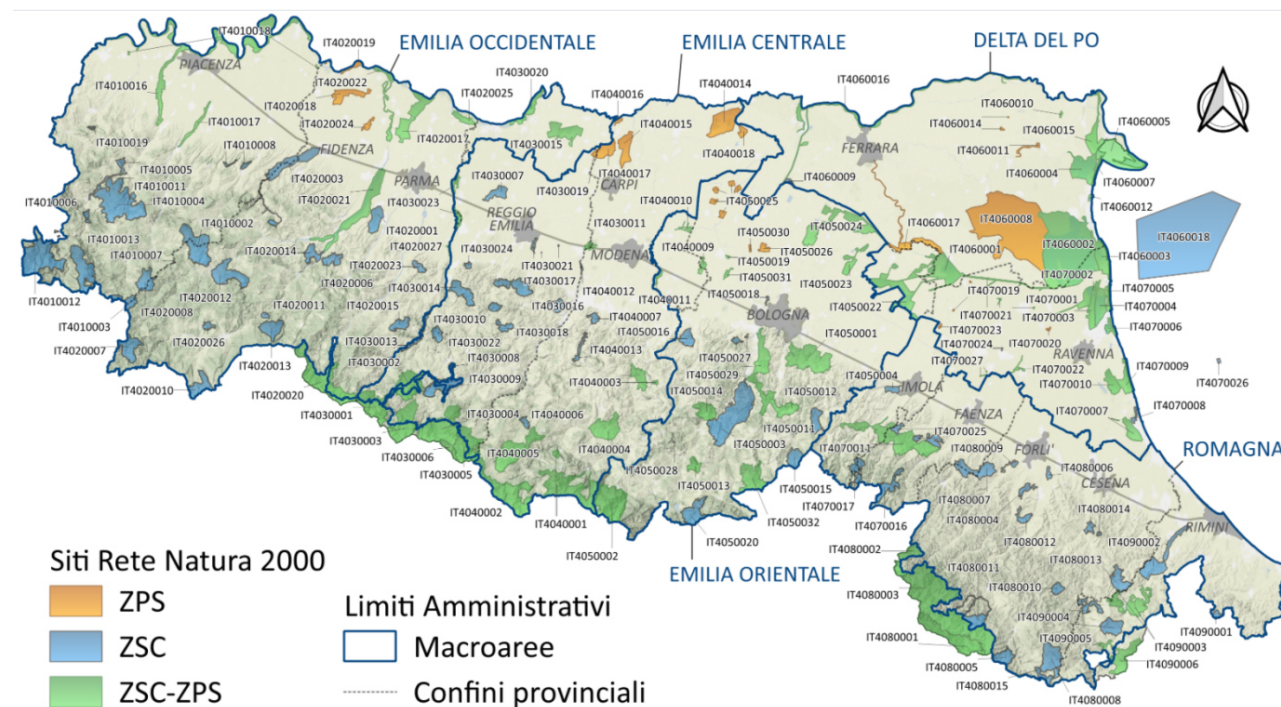 IT4010018
IT4020019
EMILIA OCCIDENTALE
EMILIA CENTRALE
DELTA DEL PO
PIACENZA
IT4030020
IT4040014
IT4060016
IT4010016
IT4020022
IT4020025
IT4040016
IT4060010
IT4020018
IT4040015
IT4060014
IT4060005
IT4010017
IT4020024
IT4020017
IT4030015
IT4040018
IT4060015
IT4010019
IT4010008
FIDENZA
FERRARA
IT4060011
IT4010005
IT4020003
IT4030007
IT4030019
IT4040017
IT4060009
IT4060004
IT4010011
PARMA
CARPI
IT4060007
IT4010006
IT4010004
IT4020021
IT4030023
IT4040010
IT4050025
IT4060012
IT4010002
REGGIO
EMILIA
IT4030011
IT4050024
IT4060017
IT4060008
IT4060018
IT4010013
IT4020001
IT4050030
IT4060002
IT4010007
IT4020014
IT4020027
IT4030024
MODENA
IT4040009
IT4050026
IT4060001
IT4060003
IT4020023
IT4030021
IT4050019
IT4070002
IT4010012
IT4020006
IT4030014
IT4030017
IT4050031
IT4050023
IT4070005
IT4010003
IT4020012
IT4020011
IT4020015
IT4030016
IT4040012
IT4040011
IT4050018
IT4050022
IT4070019
IT4070001
IT4070004
IT4020008
IT4030010
IT4040007
BOLOGNA
IT4070021
IT4070003
IT4070006
IT4020007
IT4020026
IT4030013
IT4030022
IT4030018
IT4050016
IT4050001
IT4070023
IT4070020
IT4020013
IT4030002
IT4030008
IT4040013
IT4050027
IT4070024
RAVENNA
IT4070009
IT4020010
IT4020020
IT4030009
IT4040003
IT4050029
IT4050004
IT4070027
IT4070022
IT4070026
IT4030001
IT4050014
IT4050012
IMOLA
IT4070010
IT4070008
IT4030003
IT4030004
IT4040006
IT4050011
FAENZA
IT4070007
IT4030006
IT4040005
IT4040004
IT4050003
IT4070011
IT4070025
FORLI'
ROMAGNA
IT4030005
IT4050028
IT4050013
IT4050015
IT4080009
IT4080006
IT4040002
IT4040001
IT4070017
IT4080007
CESENA
IT4050002
IT4050020
IT4050032
IT4070016
IT4080004
IT4080014
RIMINI
EMILIA ORIENTALE
IT4080002
IT4080012
IT4090002
IT4080003
IT4080011
IT4080013
IT4080010
IT4080001
IT4090004
IT4090001
IT4080005
IT4090005
IT4090003
IT4080015
IT4090006
IT4080008
Siti Rete Natura 2000
ZPS
ZSC
ZSC-ZPS
Limiti Amministrativi
Macroaree
Confini provinciali